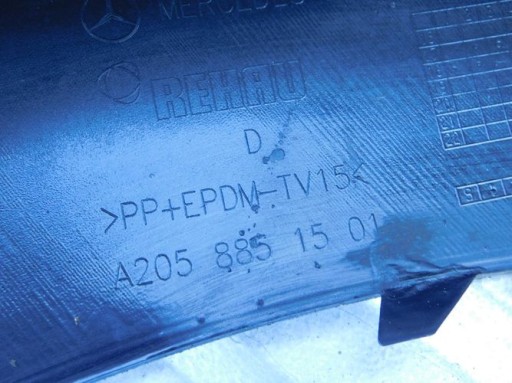 MERCEDES
REHAU
D
>PP+EPDM-TV15<
A205 885 15 01